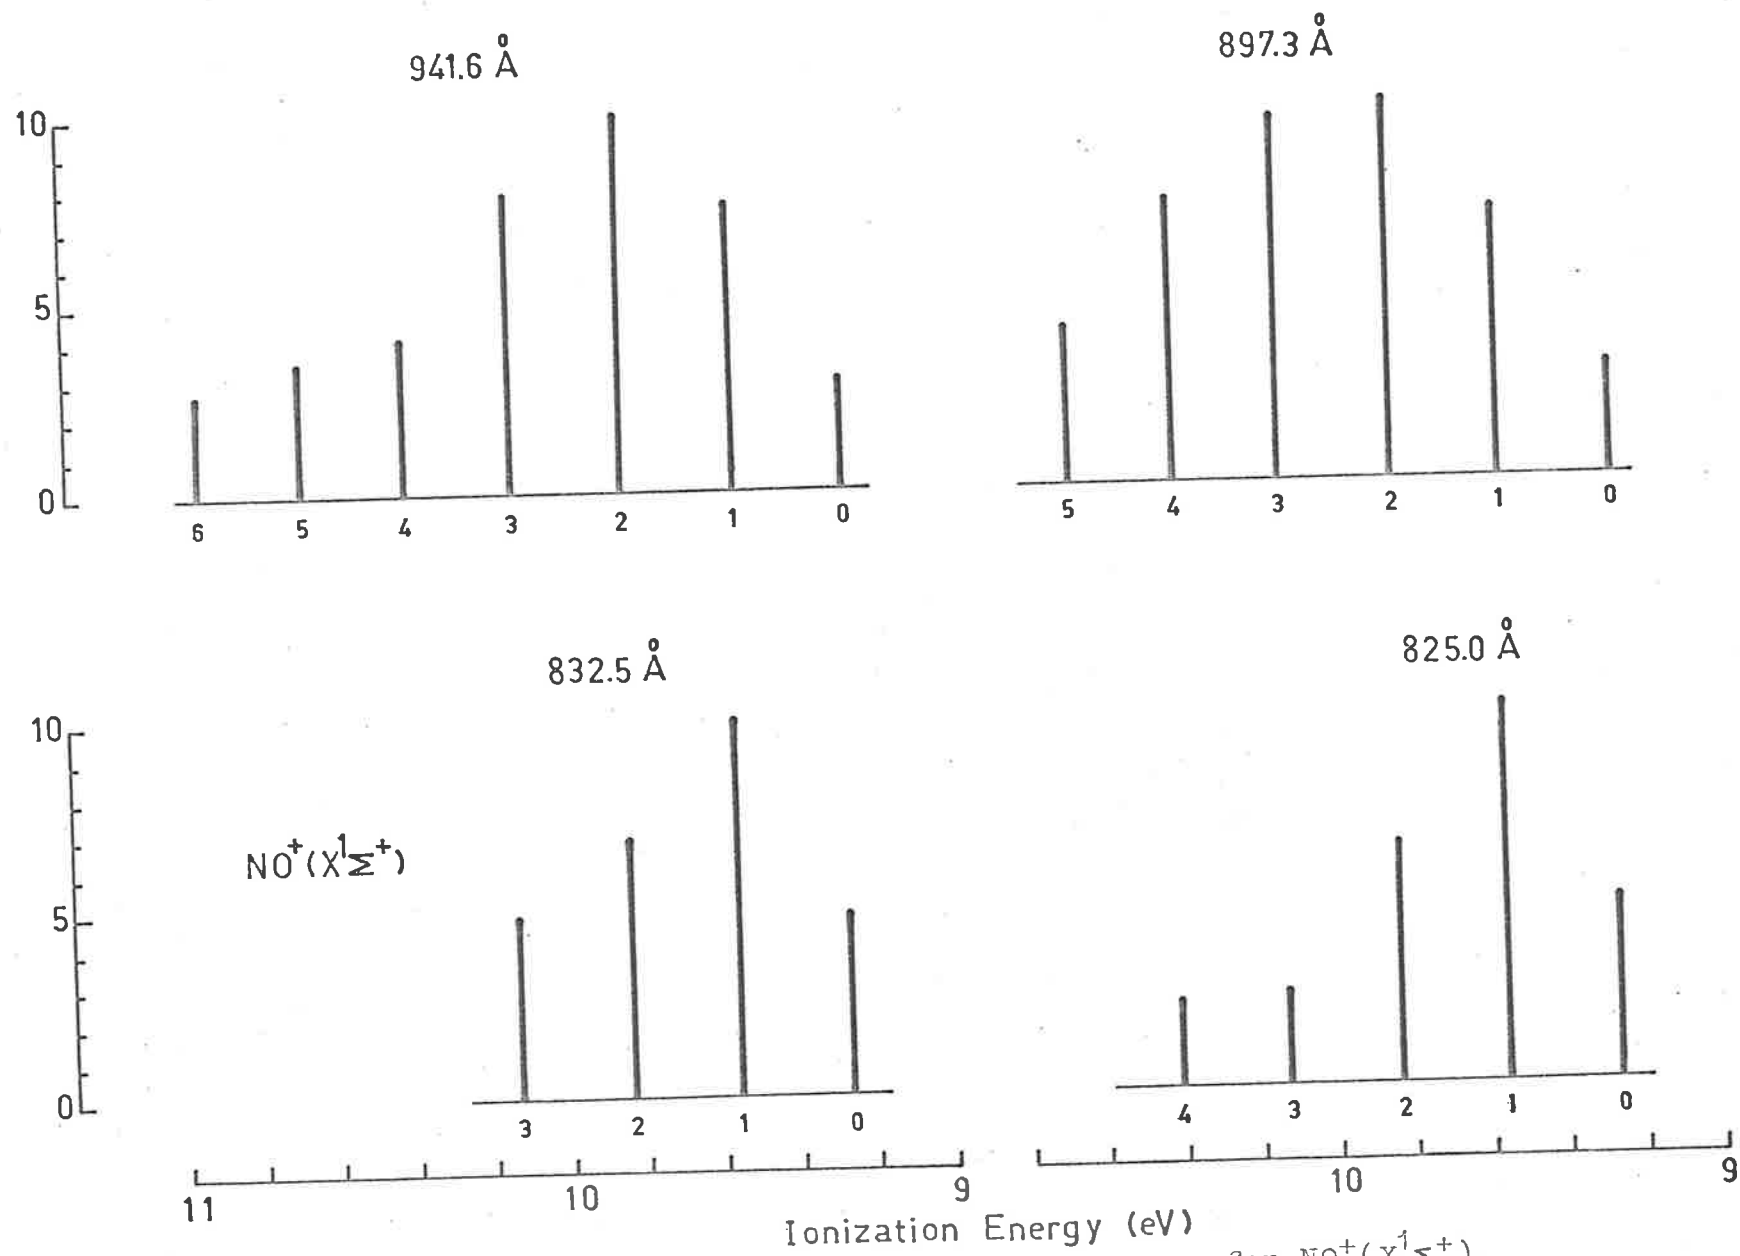 941.6 Å
897.3 Å
10
5
0
6 5 4 3 2 1 0
5 4 3 2 1 0
832.5 Å
825.0 Å
10
5
0
NO⁺(X¹Σ⁺)
3 2 1 0
4 3 2 1 0
11 10 9
10 9
Ionization Energy (eV)
NO⁺(X¹Σ⁺)